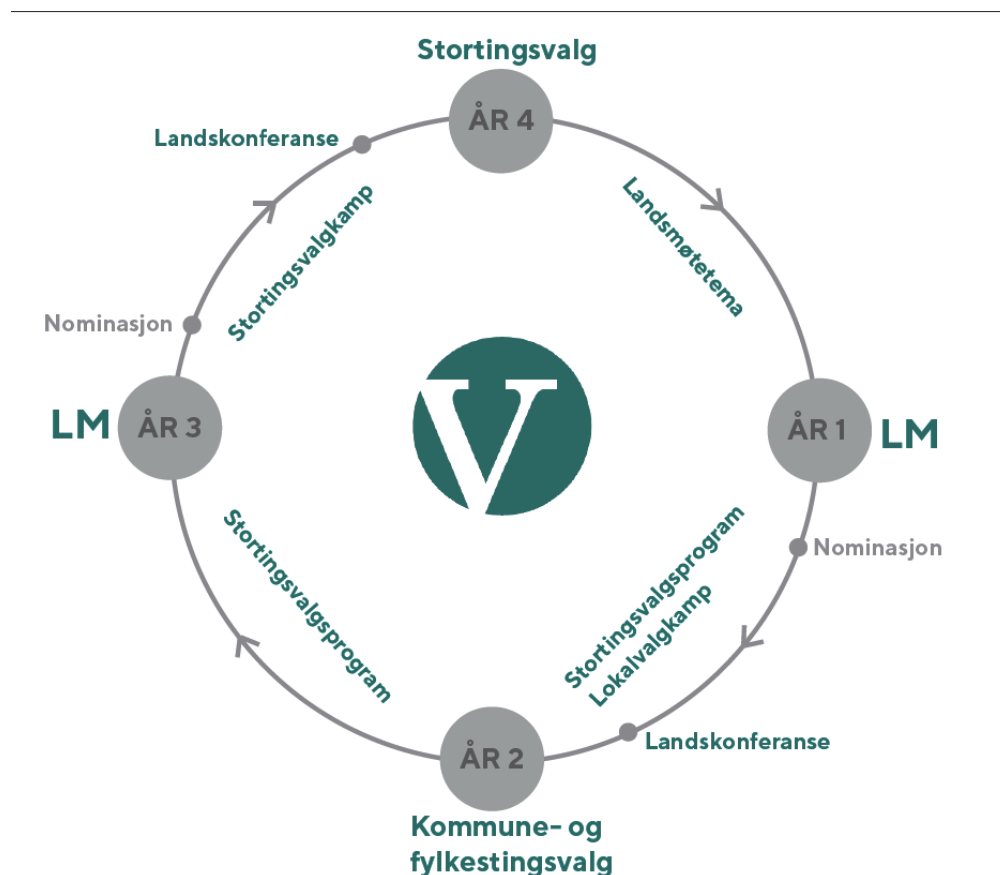 Stortingsvalg
ÅR 4
Landskonferanse
Stortingsvalgkamp
Landsmøtetema
Nominasjon
LM
ÅR 3
V
ÅR 1
LM
Nominasjon
Stortingsvalgsprogram
Stortingsvalgsprogram
Lokalvalgkamp
Landskonferanse
ÅR 2
Kommune- og
fylkestingsvalg